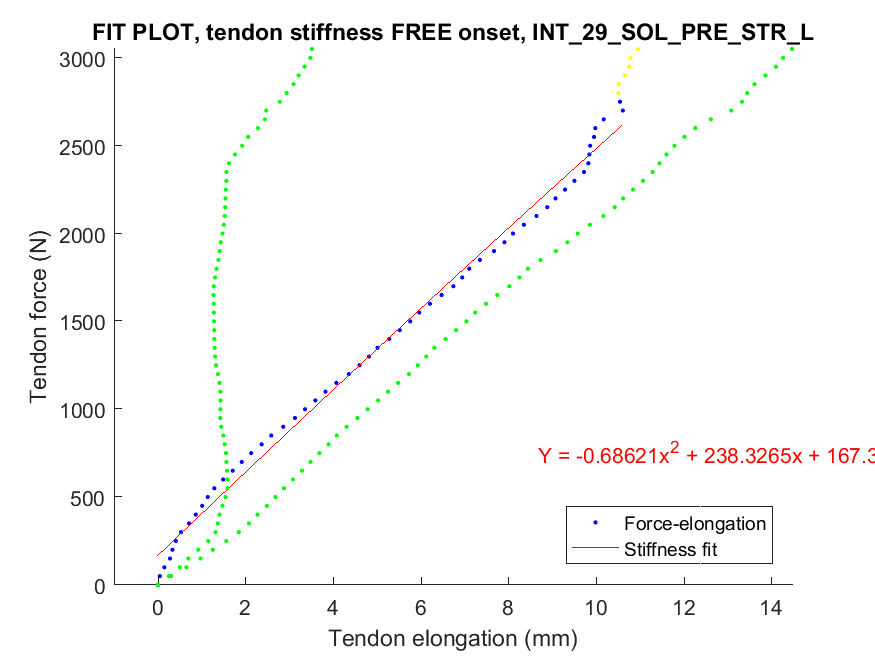 FIT PLOT, tendon stiffness FREE onset, INT_29_SOL_PRE_STR_L
3000
2500
2000
1500
1000
500
0
Tendon force (N)
Y = -0.68621x² + 238.3265x + 167.3
Force-elongation
Stiffness fit
0 2 4 6 8 10 12 14
Tendon elongation (mm)